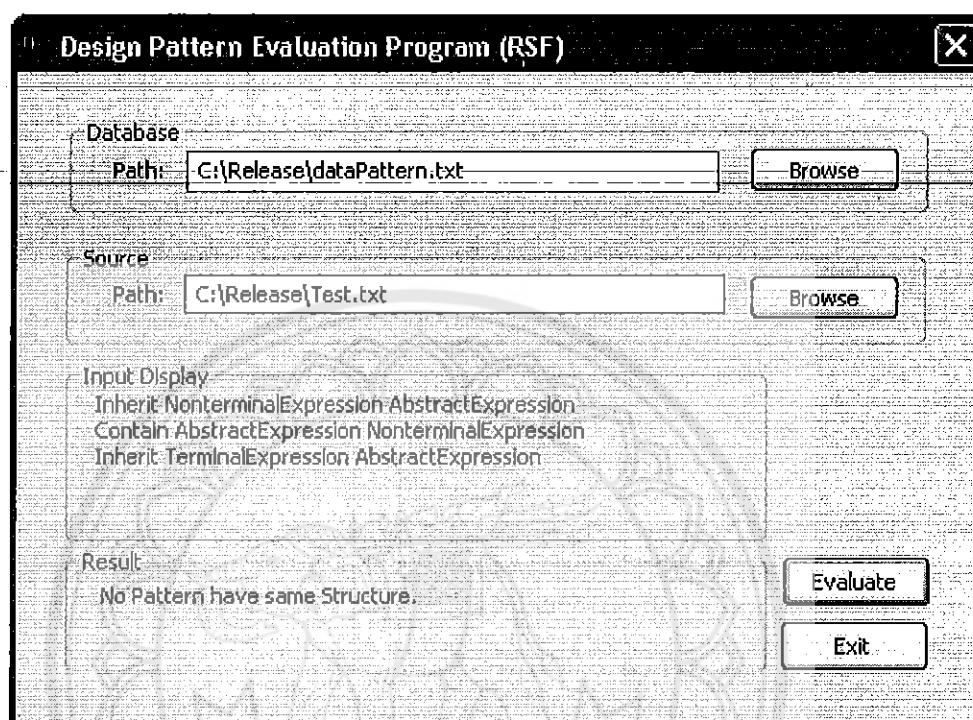 Design Pattern Evaluation Program (RSF)
Database
Path: C:\Release\dataPattern.txt Browse
Source
Path: C:\Release\Test.txt Browse
Input Display
Inherit NonterminalExpression AbstractExpression
Contain AbstractExpression NonterminalExpression
Inherit TerminalExpression AbstractExpression
Result
No Pattern have same Structure.
Evaluate
Exit